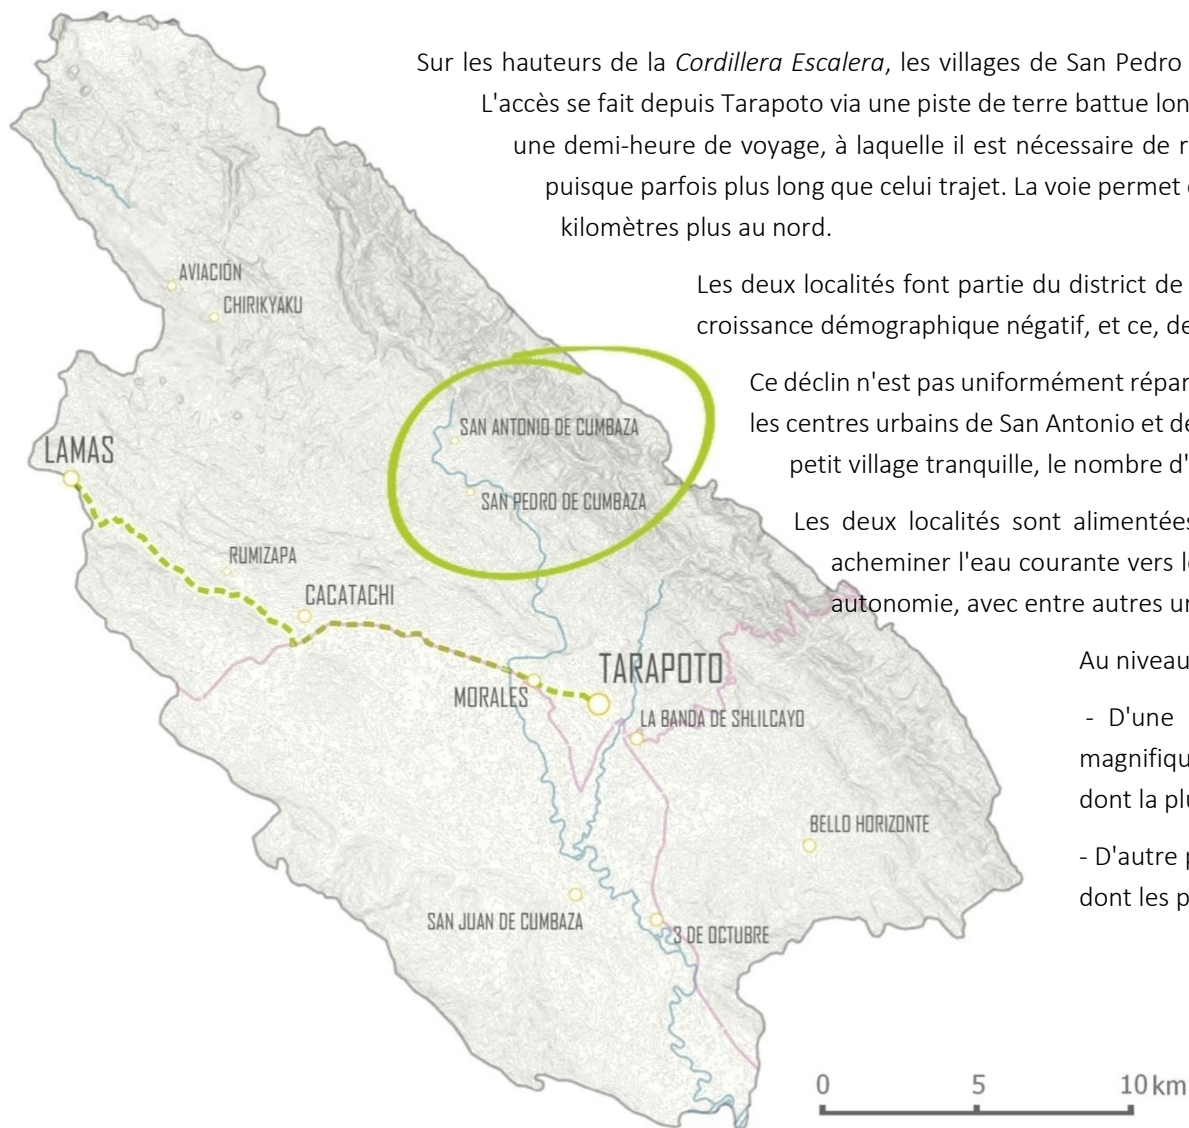 Sur les hauteurs de la Cordillera Escalera, les villages de San Pedro
L'accès se fait depuis Tarapoto via une piste de terre battue lon
une demi-heure de voyage, à laquelle il est nécessaire de r
puisque parfois plus long que celui trajet. La voie permet
kilomètres plus au nord.
Les deux localités font partie du district de
croissance démographique négatif, et ce, de
Ce déclin n'est pas uniformément répar
les centres urbains de San Antonio et de
petit village tranquille, le nombre d'
Les deux localités sont alimentées
acheminer l'eau courante vers le
autonomie, avec entre autres un
Au niveau
- D'une
magnifiqu
dont la plu
- D'autre p
dont les p
AVIACIÓN
CHIRIKYAKU
SAN ANTONIO DE CUMBAZA
LAMAS
SAN PEDRO DE CUMBAZA
RUMIZAPA
CACATACHI
TARAPOTO
MORALES
LA BANDA DE SHLILCAYO
BELLO HORIZONTE
SAN JUAN DE CUMBAZA
3 DE OCTUBRE
0 5 10 km